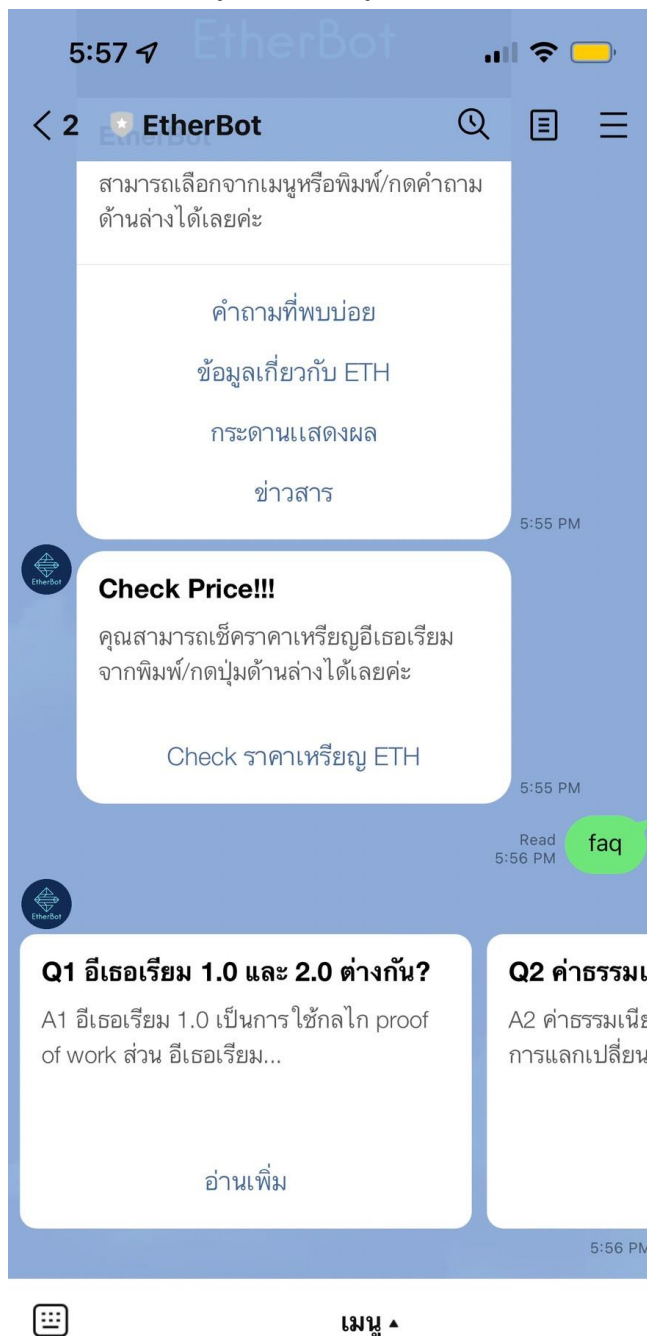 5:57
EtherBot
2 EtherBot
สามารถเลือกจากเมนูหรือพิมพ์/กดคำถาม
ด้านล่างได้เลยค่ะ
คำถามที่พบบ่อย
ข้อมูลเกี่ยวกับ ETH
กระดานแสดงผล
ข่าวสาร
5:55 PM
EtherBot
Check Price!!!
คุณสามารถเช็คราคาเหรียญอีเธอเรียม
จากพิมพ์/กดปุ่มด้านล่างได้เลยค่ะ
Check ราคาเหรียญ ETH
5:55 PM
Read
5:56 PM
faq
EtherBot
Q1 อีเธอเรียม 1.0 และ 2.0 ต่างกัน?
A1 อีเธอเรียม 1.0 เป็นการใช้กลไก proof
of work ส่วน อีเธอเรียม...
อ่านเพิ่ม
Q2 ค่าธรรมเ
A2 ค่าธรรมเนีย
การแลกเปลี่ยน
5:56 PM
เมนู